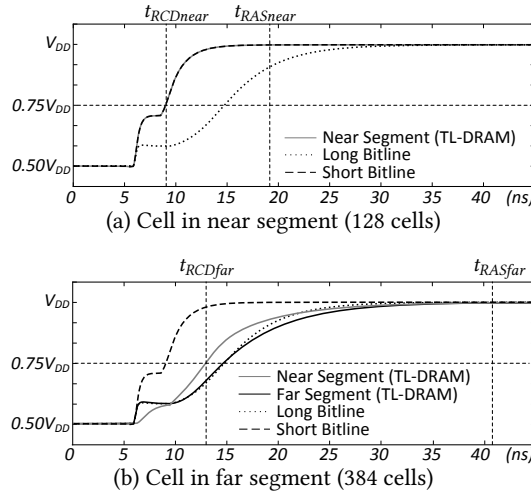 tRCDnear tRASnear
VDD
0.75VDD
0.50VDD
Near Segment (TL-DRAM)
Long Bitline
Short Bitline
0 5 10 15 20 25 30 35 40 (ns)
(a) Cell in near segment (128 cells)
tRCDfar tRASfar
VDD
0.75VDD
0.50VDD
Near Segment (TL-DRAM)
Far Segment (TL-DRAM)
Long Bitline
Short Bitline
0 5 10 15 20 25 30 35 40 (ns)
(b) Cell in far segment (384 cells)